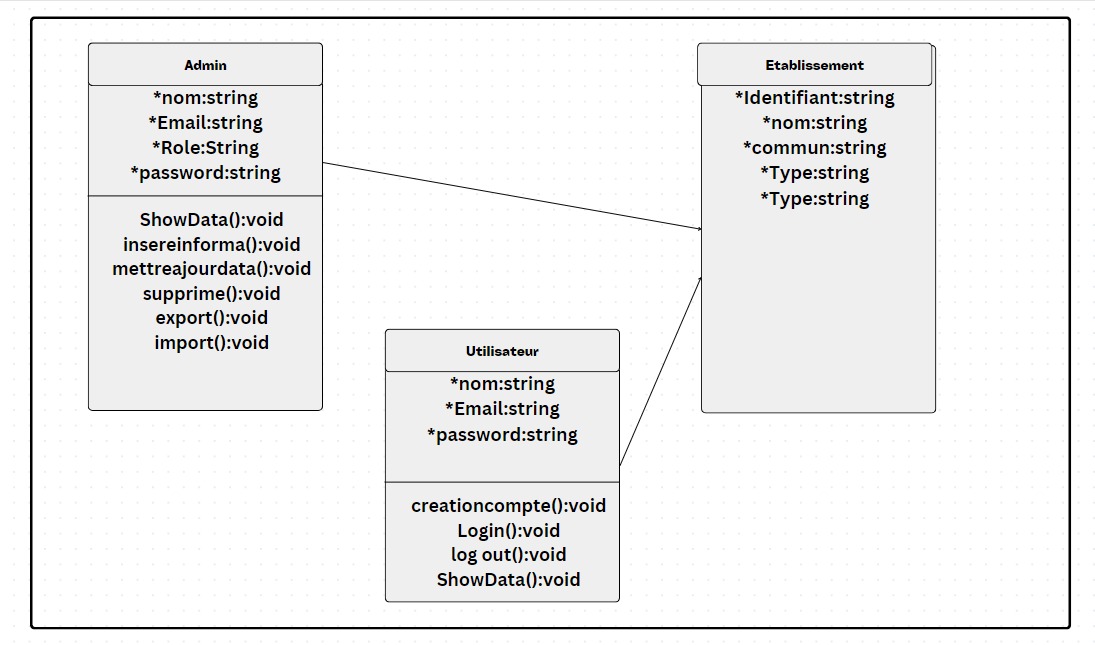 Admin
*nom:string
*Email:string
*Role:String
*password:string
ShowData():void
insereinforma():void
mettreajourdata():void
supprime():void
export():void
import():void
Etablissement
*Identifiant:string
*nom:string
*commun:string
*Type:string
*Type:string
Utilisateur
*nom:string
*Email:string
*password:string
creationcompte():void
Login():void
log out():void
ShowData():void